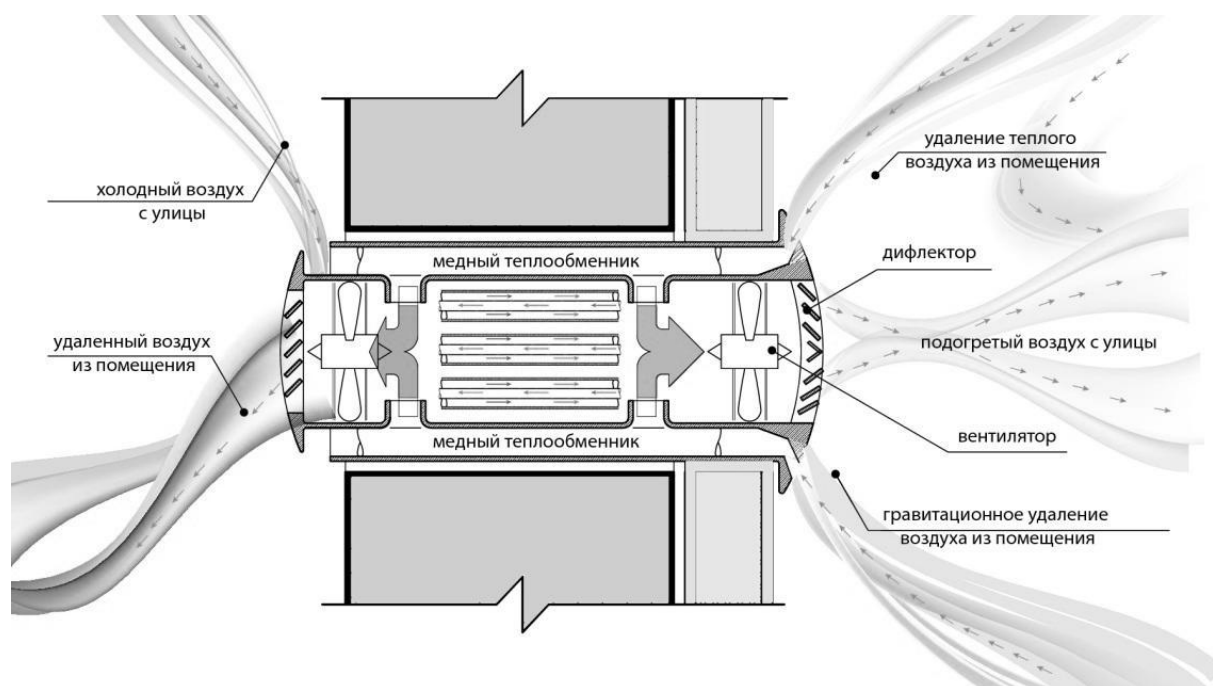 удаление теплого
воздуха из помещения
холодный воздух
с улицы
медный теплообменник
дифлектор
удаленный воздух
из помещения
подогретый воздух с улицы
медный теплообменник
вентилятор
гравитационное удаление
воздуха из помещения